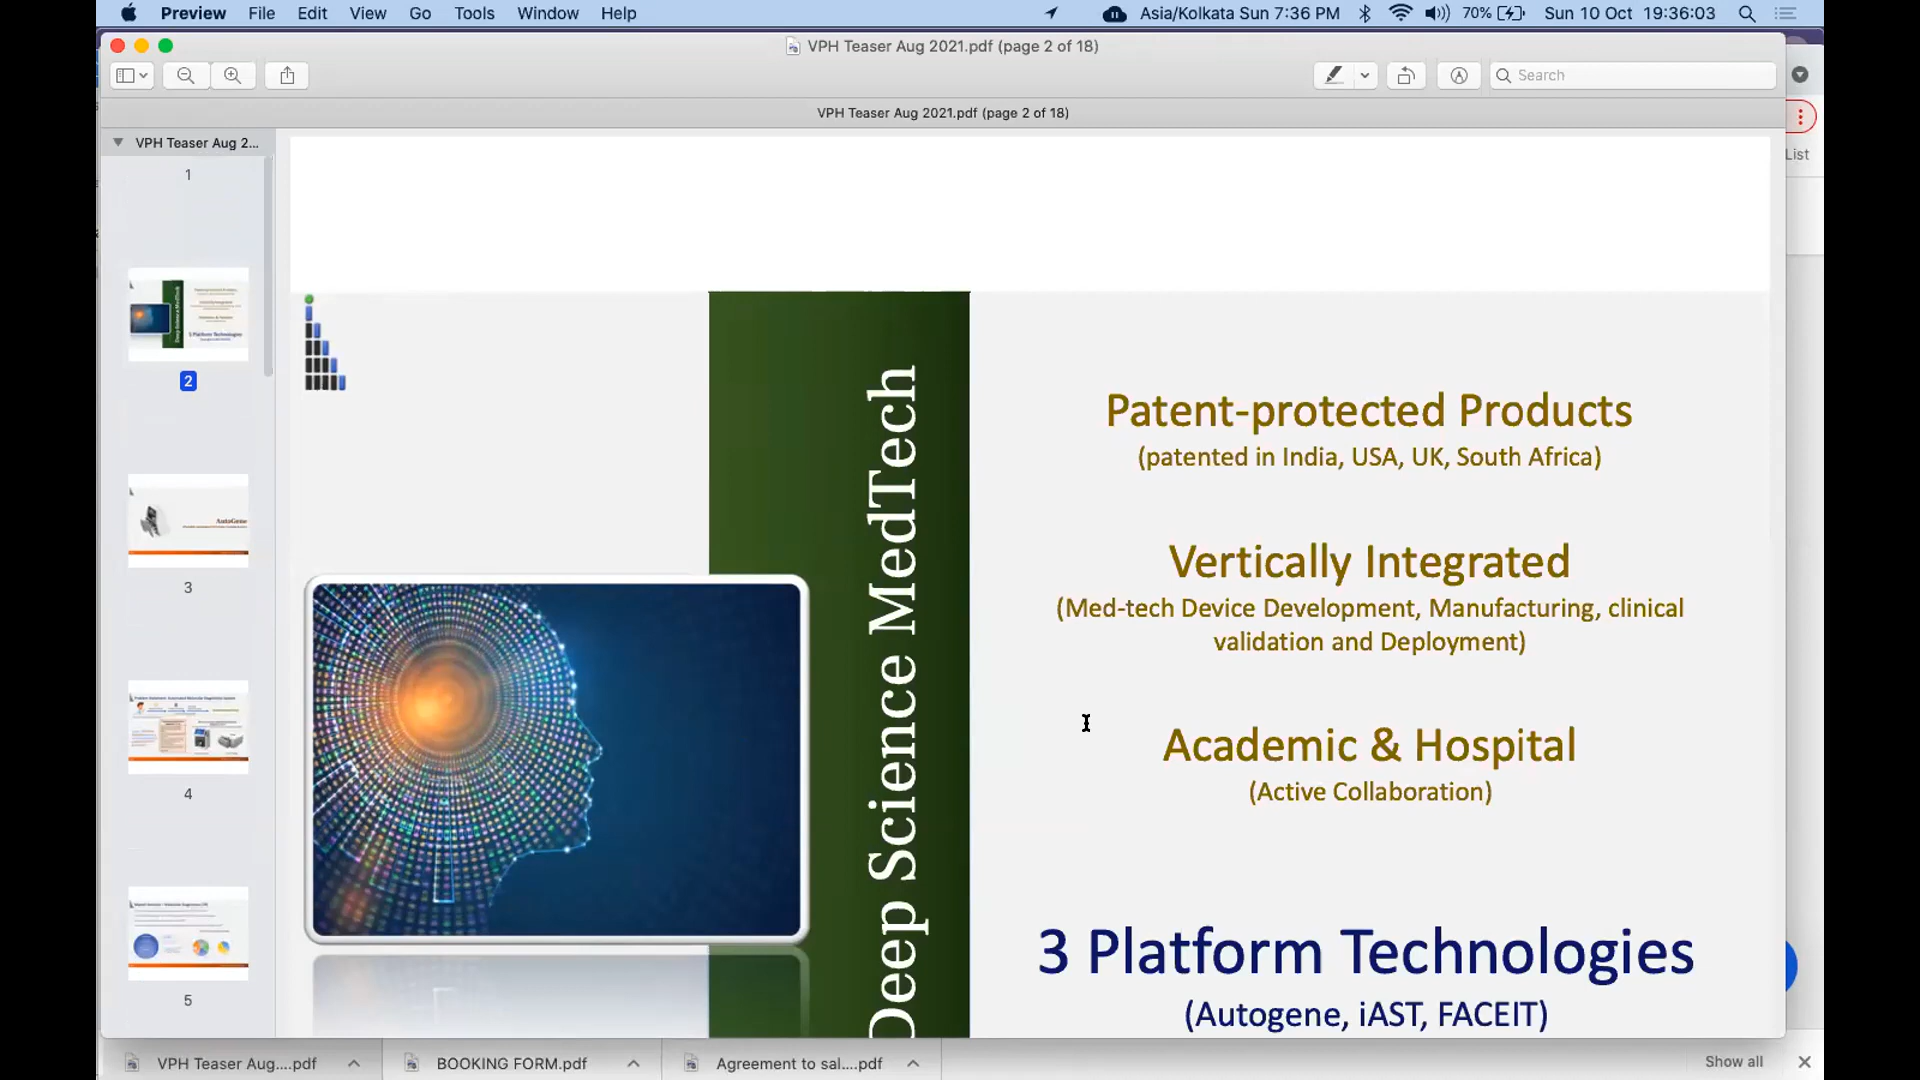 Preview File Edit View Go Tools Window Help Asia/Kolkata Sun 7:36 PM 70% Sun 10 Oct 19:36:03
VPH Teaser Aug 2021.pdf (page 2 of 18)
Search
VPH Teaser Aug 2021.pdf (page 2 of 18)
VPH Teaser Aug 2...
List
1
2
AutoGene
3
4
5
Deep Science MedTech
Patent-protected Products
(patented in India, USA, UK, South Africa)
Vertically Integrated
(Med-tech Device Development, Manufacturing, clinical
validation and Deployment)
Academic & Hospital
(Active Collaboration)
3 Platform Technologies
(Autogene, iAST, FACEIT)
VPH Teaser Aug....pdf BOOKING FORM.pdf Agreement to sal....pdf Show all